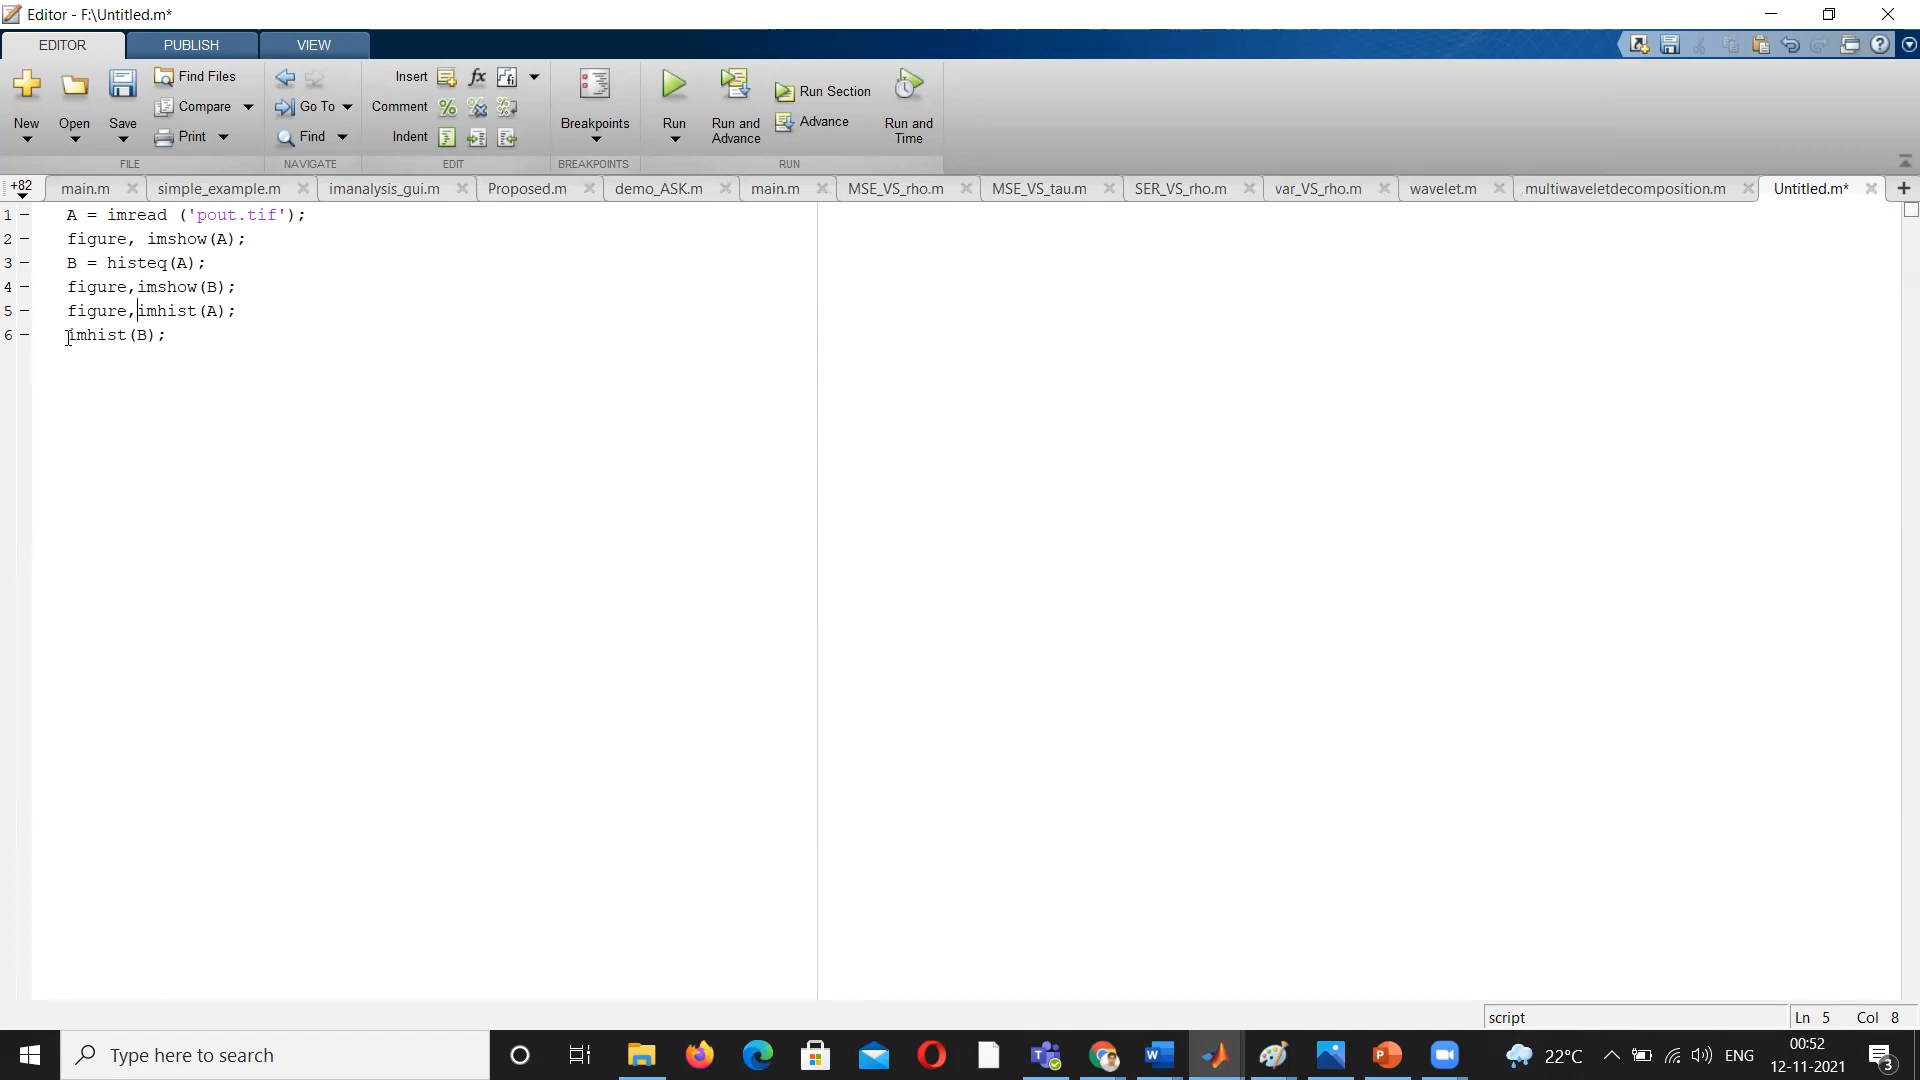 Editor - F:\Untitled.m*
EDITOR PUBLISH VIEW
Find Files Insert fx
Compare Go To Comment Run Section
New Open Save Print Find Indent Breakpoints Run Run and Advance Advance Run and Time
FILE NAVIGATE EDIT BREAKPOINTS RUN
+82 main.m simple_example.m imanalysis_gui.m Proposed.m demo_ASK.m main.m MSE_VS_rho.m MSE_VS_tau.m SER_VS_rho.m var_VS_rho.m wavelet.m multiwaveletdecomposition.m Untitled.m*
1 – A = imread ('pout.tif');
2 – figure, imshow(A);
3 – B = histeq(A);
4 – figure,imshow(B);
5 – figure,imhist(A);
6 – imhist(B);
script Ln 5 Col 8
Type here to search 22°C ENG 00:52
12-11-2021 3